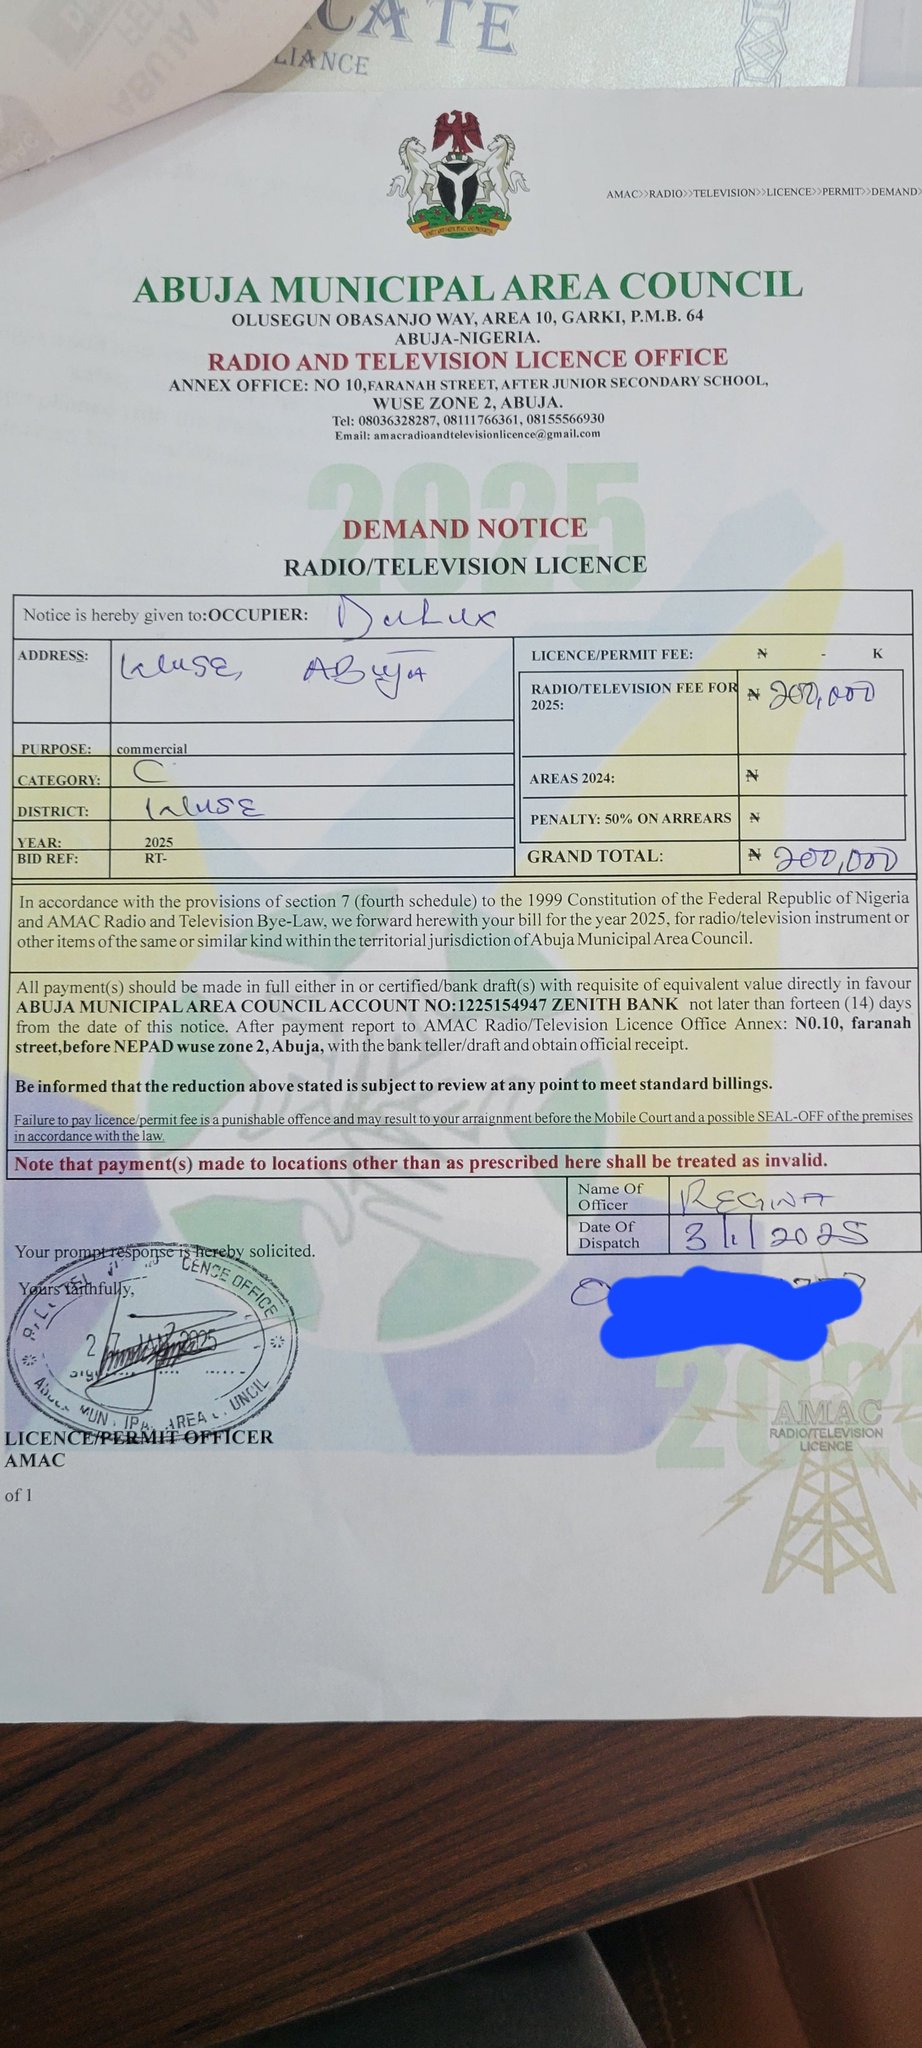 CATE
LIANCE
AMAC>>RADIO>>TELEVISION>>LICENCE>>PERMIT>>DEMAND>
ABUJA MUNICIPAL AREA COUNCIL
OLUSEGUN OBASANJO WAY, AREA 10, GARKI, P.M.B. 64
ABUJA-NIGERIA.
RADIO AND TELEVISION LICENCE OFFICE
ANNEX OFFICE: NO 10,FARANAH STREET, AFTER JUNIOR SECONDARY SCHOOL,
WUSE ZONE 2, ABUJA.
Tel: 08036328287, 08111766361, 08155566930
Email: amacradioandtelevisionlicence@gmail.com
2025
DEMAND NOTICE
RADIO/TELEVISION LICENCE
Notice is hereby given to:OCCUPIER: Dulux
ADDRESS: Wuse, ABUJA
LICENCE/PERMIT FEE: ₦ - K
RADIO/TELEVISION FEE FOR 2025: ₦ 200,000
PURPOSE: commercial
CATEGORY: C
AREAS 2024: ₦
DISTRICT: WUSE
PENALTY: 50% ON ARREARS ₦
YEAR: 2025
BID REF: RT-
GRAND TOTAL: ₦ 200,000
In accordance with the provisions of section 7 (fourth schedule) to the 1999 Constitution of the Federal Republic of Nigeria
and AMAC Radio and Television Bye-Law, we forward herewith your bill for the year 2025, for radio/television instrument or
other items of the same or similar kind within the territorial jurisdiction of Abuja Municipal Area Council.
All payment(s) should be made in full either in or certified/bank draft(s) with requisite of equivalent value directly in favour
ABUJA MUNICIPAL AREA COUNCIL ACCOUNT NO:1225154947 ZENITH BANK not later than forteen (14) days
from the date of this notice. After payment report to AMAC Radio/Television Licence Office Annex: N0.10, faranah
street,before NEPAD wuse zone 2, Abuja, with the bank teller/draft and obtain official receipt.
Be informed that the reduction above stated is subject to review at any point to meet standard billings.
Failure to pay licence/permit fee is a punishable offence and may result to your arraignment before the Mobile Court and a possible SEAL-OFF of the premises
in accordance with the law.
Note that payment(s) made to locations other than as prescribed here shall be treated as invalid.
Name Of Officer REGINA
Date Of Dispatch 3/1/2025
Your prompt response is hereby solicited.
Yours faithfully,
CENCE OFFICE
2025
AREA
LICENCE/PERMIT OFFICER
AMAC
of 1
AMAC
RADIO/TELEVISION
LICENCE